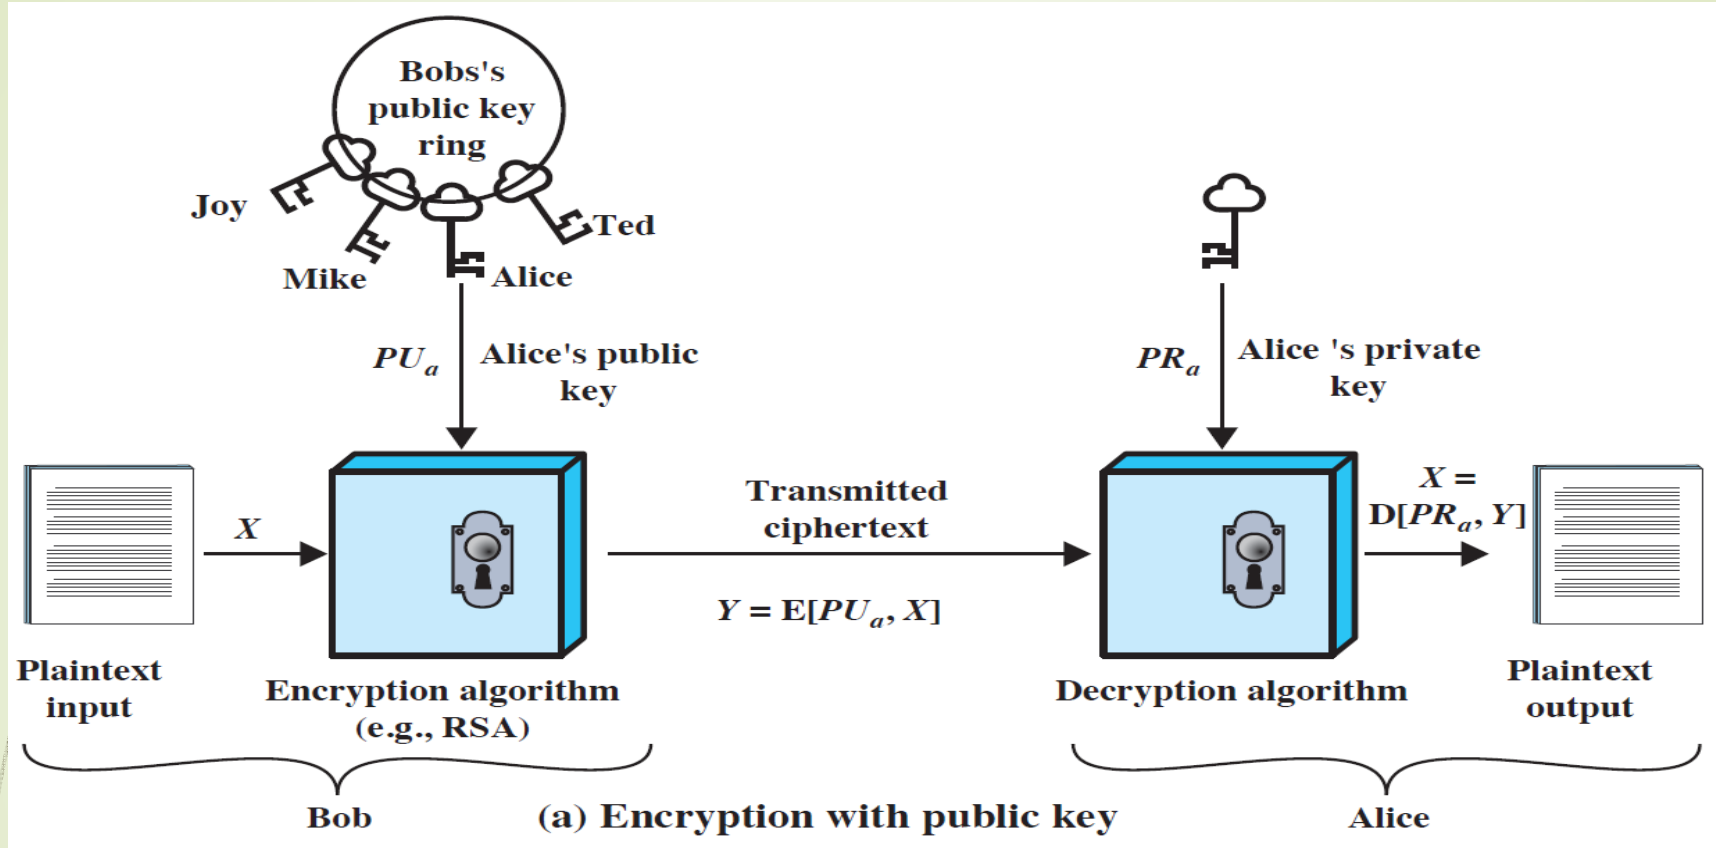 Bobs's
public key
ring
Joy
Ted
Mike
Alice
PUa
Alice's public
key
PRa
Alice 's private
key
X
Transmitted
ciphertext
Y = E[PUa, X]
X =
D[PRa, Y]
Plaintext
input
Encryption algorithm
(e.g., RSA)
Decryption algorithm
Plaintext
output
Bob
(a) Encryption with public key
Alice